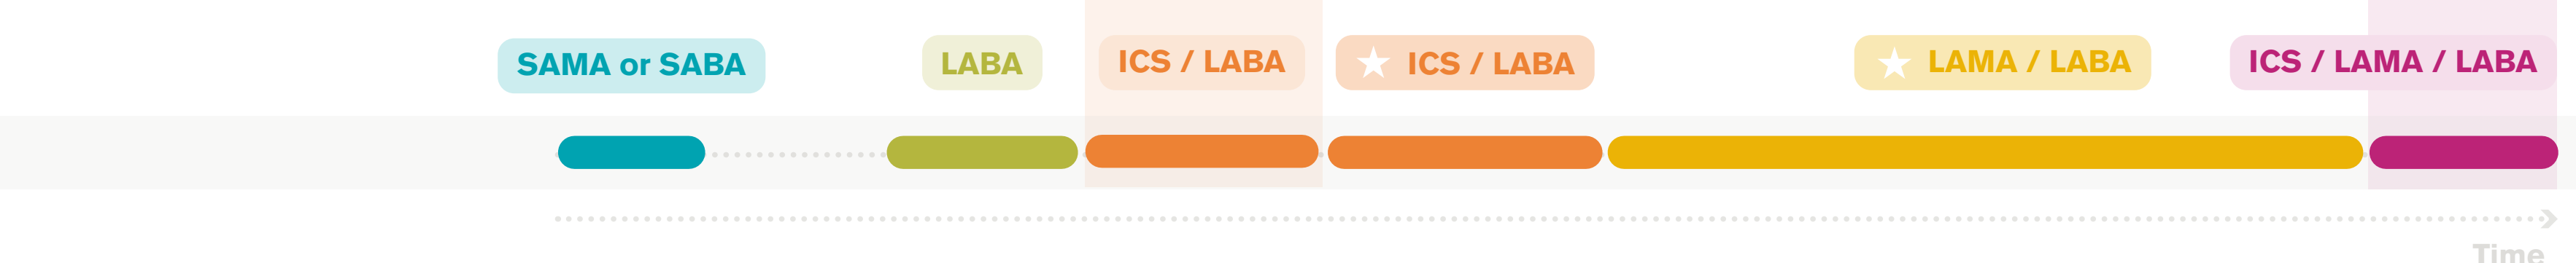 SAMA or SABA
LABA
ICS / LABA
ICS / LABA
LAMA / LABA
ICS / LAMA / LABA
Time